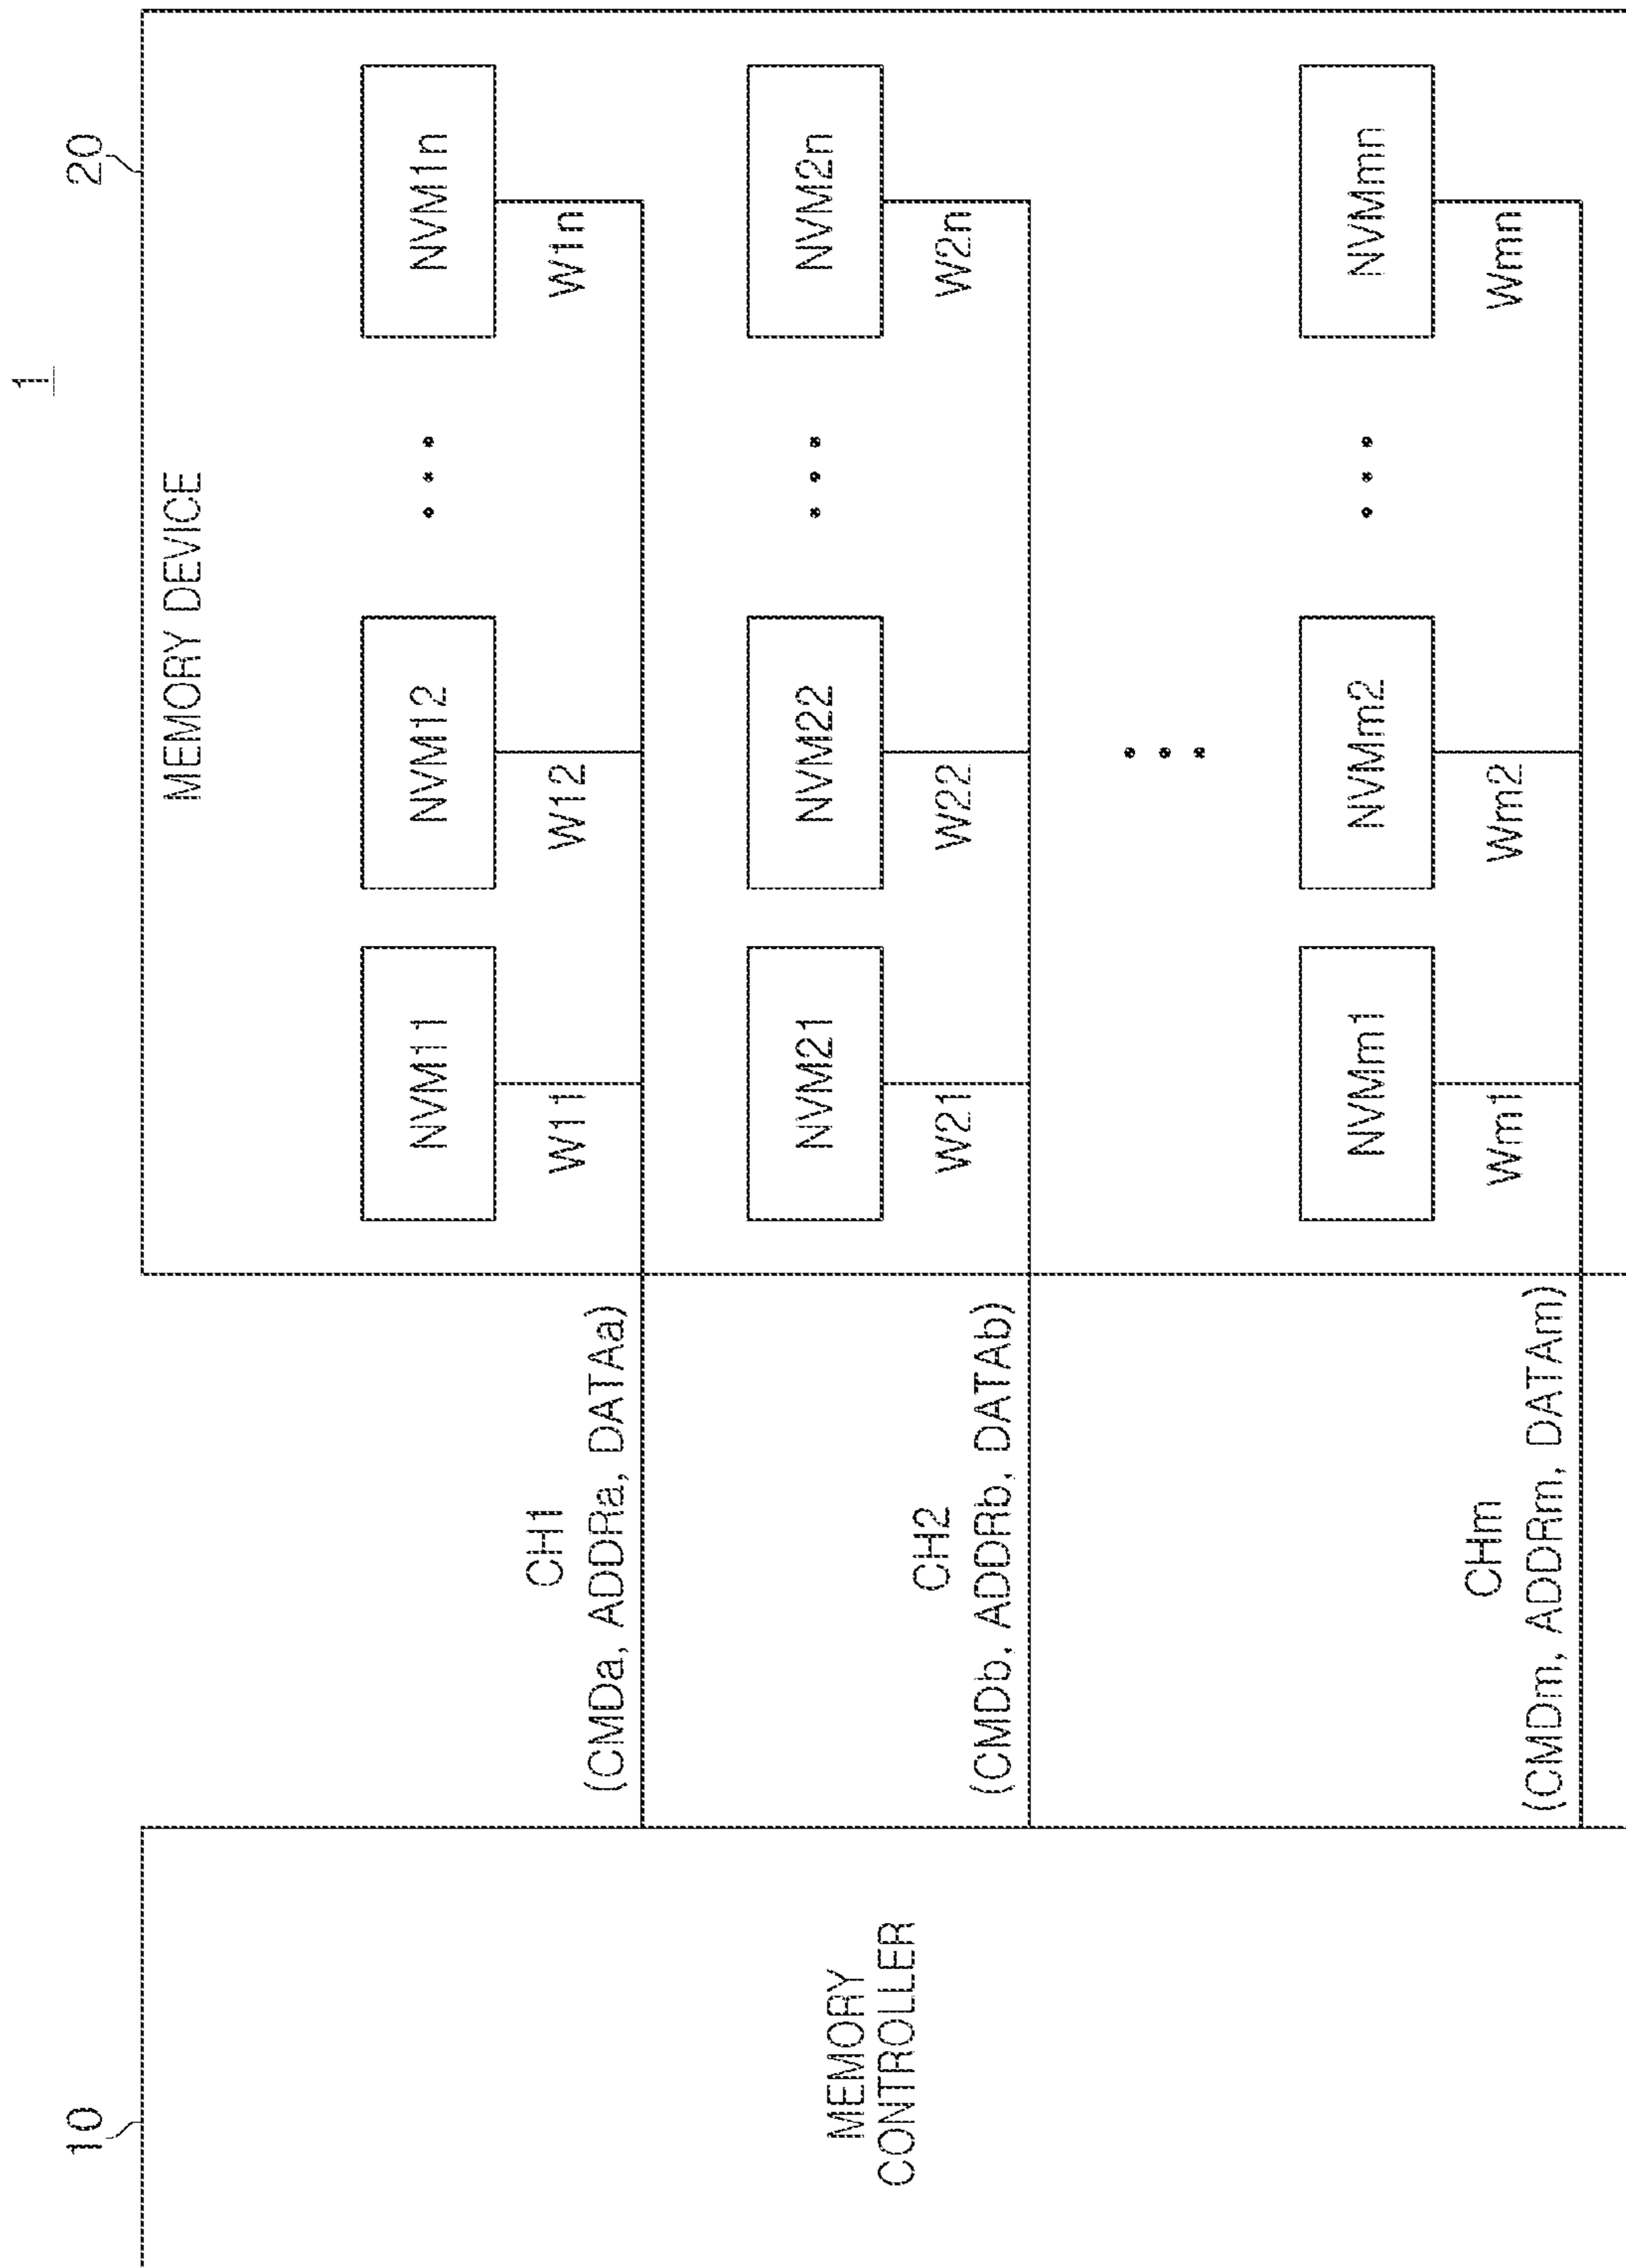 1
10
20
MEMORY
CONTROLLER
MEMORY DEVICE
NVM11
NVM12
NVM1n
W11
W12
W1n
CH1
(CMDa, ADDRa, DATAa)
NVM21
NVM22
NVM2n
W21
W22
W2n
CH2
(CMDb, ADDRb, DATAb)
NVMm1
NVMm2
NVMmn
Wm1
Wm2
Wmn
CHm
(CMDm, ADDRm, DATAm)